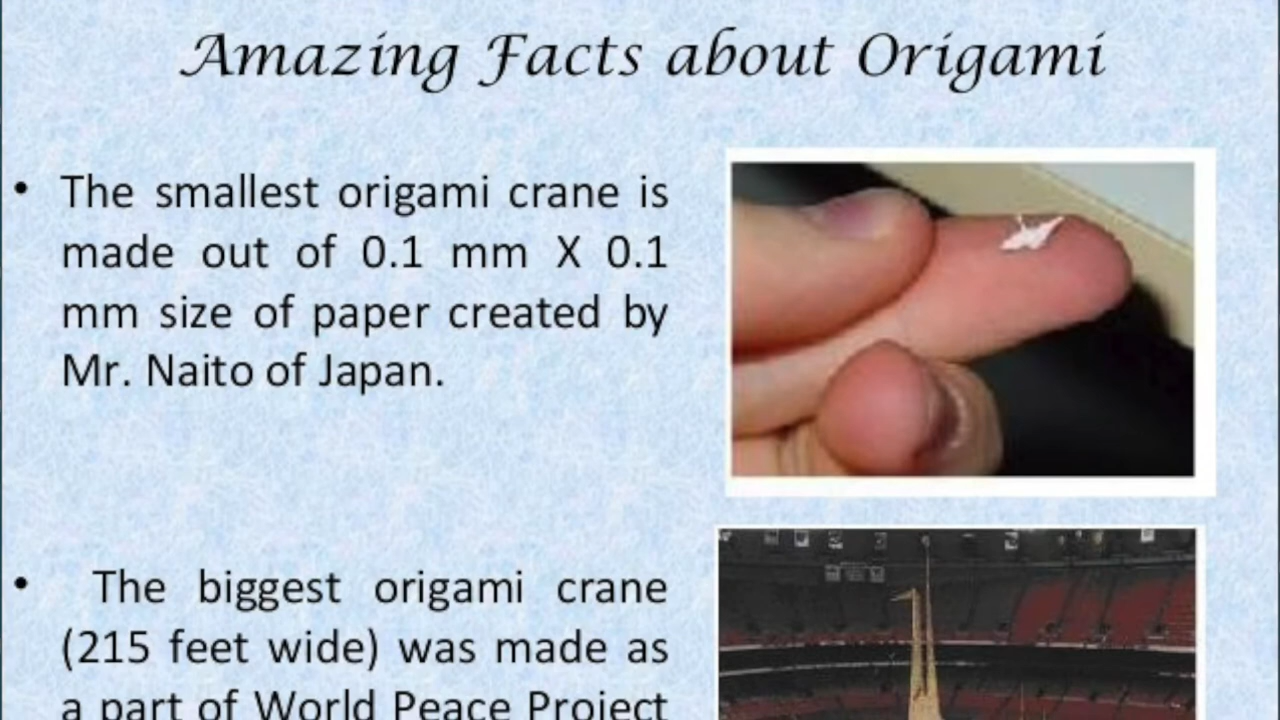 Amazing Facts about Origami
• The smallest origami crane is
made out of 0.1 mm X 0.1
mm size of paper created by
Mr. Naito of Japan.
• The biggest origami crane
(215 feet wide) was made as
a part of World Peace Project